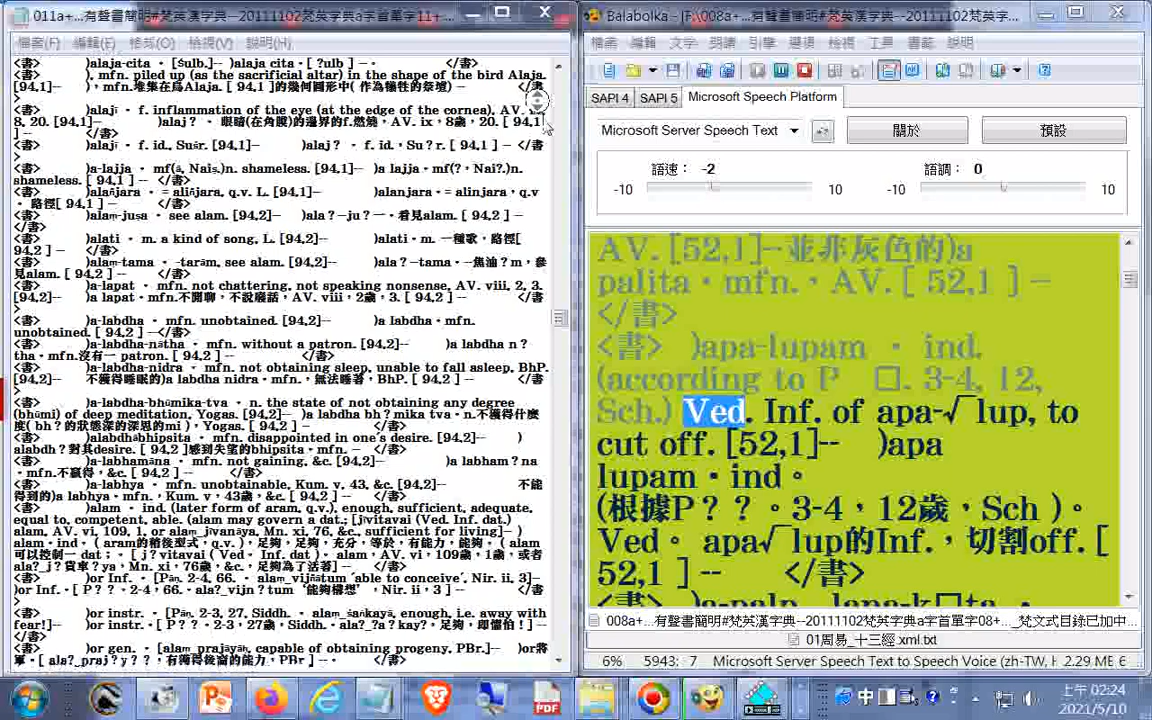 011a+...有聲書簡明#梵英漢字典--20111102梵英字典a字首單字11+...
檔案(F) 編輯(E) 格式(O) 檢視(V) 說明(H)
<書> )alaja-cita • [Śulb.]-- )alaja cita • [ ?ulb ] -- • </書>
<書> ), mfn. piled up (as the sacrificial altar) in the shape of the bird Alaja.
[94,1]-- ), mfn.堆集在鳥Alaja. [ 94,1 ]的幾何圖形中( 作為犧牲的祭壇) -- </書
>
<書> )alajī • f. inflammation of the eye (at the edge of the cornea), AV.
8, 20. [94,1]-- )alaj? • 眼睛(在角膜)的邊界的f.燃燒，AV. ix，8歲，20. [ 94,1
] -- </書>
<書> )alajī • f. id., Suśr. [94,1]-- )alaj? • f. id，Su?r. [ 94,1 ] -- </書
>
<書> )a-lajja • mf(ā, Naiṣ.)n. shameless. [94,1]-- )a lajja • mf(?，Nai?.)n.
shameless. [ 94,1 ] -- </書>
<書> )alañjara • = aliñjara, q.v. L. [94,1]-- )alanjara • = alinjara，q.v
• 路徑[ 94,1 ] -- </書>
<書> )alaṃ-juṣa • see alam. [94,2]-- )ala?－ju?一 • 看見alam. [ 94,2 ] --
</書>
<書> )alati • m. a kind of song, L. [94,2]-- )alati • m. 一種歌，路徑[
94,2 ] -- </書>
<書> )alaṃ-tama • -tarām, see alam. [94,2]-- )ala?－tama • --焦油?m，參
見alam. [ 94,2 ] -- </書>
<書> )a-lapat • mfn. not chattering, not speaking nonsense, AV. viii, 2, 3.
[94,2]-- )a lapat • mfn.不閒聊，不說廢話，AV. viii，2歲，3. [ 94,2 ] -- </書
>
<書> )a-labdha • mfn. unobtained. [94,2]-- )a labdha • mfn.
unobtained. [ 94,2 ] -- </書>
<書> )a-labdha-nātha • mfn. without a patron. [94,2]-- )a labdha n?
tha • mfn.沒有一 patron. [ 94,2 ] -- </書>
<書> )a-labdha-nidra • mfn. not obtaining sleep, unable to fall asleep, BhP.
[94,2]-- 不獲得睡眠的)a labdha nidra • mfn.，無法睡著，BhP. [ 94,2 ] -- </書
>
<書> )a-labdha-bhūmika-tva • n. the state of not obtaining any degree
(bhūmi) of deep meditation, Yogas. [94,2]-- )a labdha bh？mika tva • n.不獲得什麼
度( bh？的狀態深的深思的mi )，Yogas. [ 94,2 ] -- </書>
<書> )alabdhâbhîpsita • mfn. disappointed in one's desire. [94,2]--
alabdh？對其desire. [ 94,2 ]感到失望的bhipsita • mfn. -- </書>
<書> )a-labhamāna • mfn. not gaining, &c. [94,2]-- )a labham？na
• mfn.不贏得，&c. [ 94,2 ] -- </書>
<書> )a-labhya • mfn. unobtainable, Kum. v, 43, &c. [94,2]-- 不能
得到的)a labhya • mfn.，Kum. v，43歲，&c. [ 94,2 ] -- </書>
<書> )alam • ind. (later form of aram, q.v.), enough, sufficient, adequate,
equal to, competent, able. (alam may govern a dat.; [jīvitavai (Ved. Inf. dat.)
alam, AV. vi, 109, 1, or alam jīvanāya, Mn. xi, 76, &c., sufficient for living]-- )
alam • ind. ( aram的稍後型式，q.v. )，足夠，足夠，充分，等於，有能力，能夠。( alam
可以控制一 dat；[ j？vitavai ( Ved。Inf. dat )。alam，AV. vi，109歲，1歲，或者
ala?_j？賞車？ya，Mn. xi，76歲，&c.，足夠為了活著] --
<書> )or Inf. • [Pāṇ. 2-4, 66. • alaṃ_vijñātum 'able to conceive', Nir. ii, 3]--
)or Inf. • [ P？？。2-4，66. • ala?_vijn？tum '能夠構想'，Nir. ii，3 ] -- </書
>
<書> )or instr. • [Pāṇ. 2-3, 27, Siddh. • alaṃ_śaṅkayā, enough, i.e. away with
fear!]-- )or instr. • [ P？？。2-3，27歲，Siddh. • ala?_?a？kay?，足夠，即懼怕！] --
</書>
<書> )or gen. • [alaṃ_prajāyāḥ, capable of obtaining progeny, PBr.]-- )or將
軍 • [ ala?_praj？y？？，有獲得後裔的能力，PBr ] -- • </書>
Balabolka - [F:\008a+...有聲書簡明#梵英漢字典--20111102梵英字...
檔案 編輯 文字 朗讀 引擎 選項 檢視 工具 書籤 說明
SAPI 4 SAPI 5 Microsoft Speech Platform
Microsoft Server Speech Text 關於 預設
語速： -2 語調： 0
-10 10 -10 10
AV. [52,1]--並非灰色的)a
palita • mfn.，AV. [ 52,1 ] --
</書>
<書> )apa-lupam • ind.
(according to P □. 3-4, 12,
Sch.) Ved. Inf. of apa-√lup, to
cut off. [52,1]-- )apa
lupam • ind。
(根據P？？。3-4，12歲，Sch )。
Ved。apa√lup的Inf.，切割off. [
52,1 ] -- </書>
008a+...有聲書簡明#梵英漢字典--20111102梵英字典a字首單字08+..._梵文式目錄已加中...
01周易_十三經.xml.txt
6% 5943: 7 Microsoft Server Speech Text to Speech Voice (zh-TW, H 2.29 MB 6
中
上午 02:24
2021/5/10